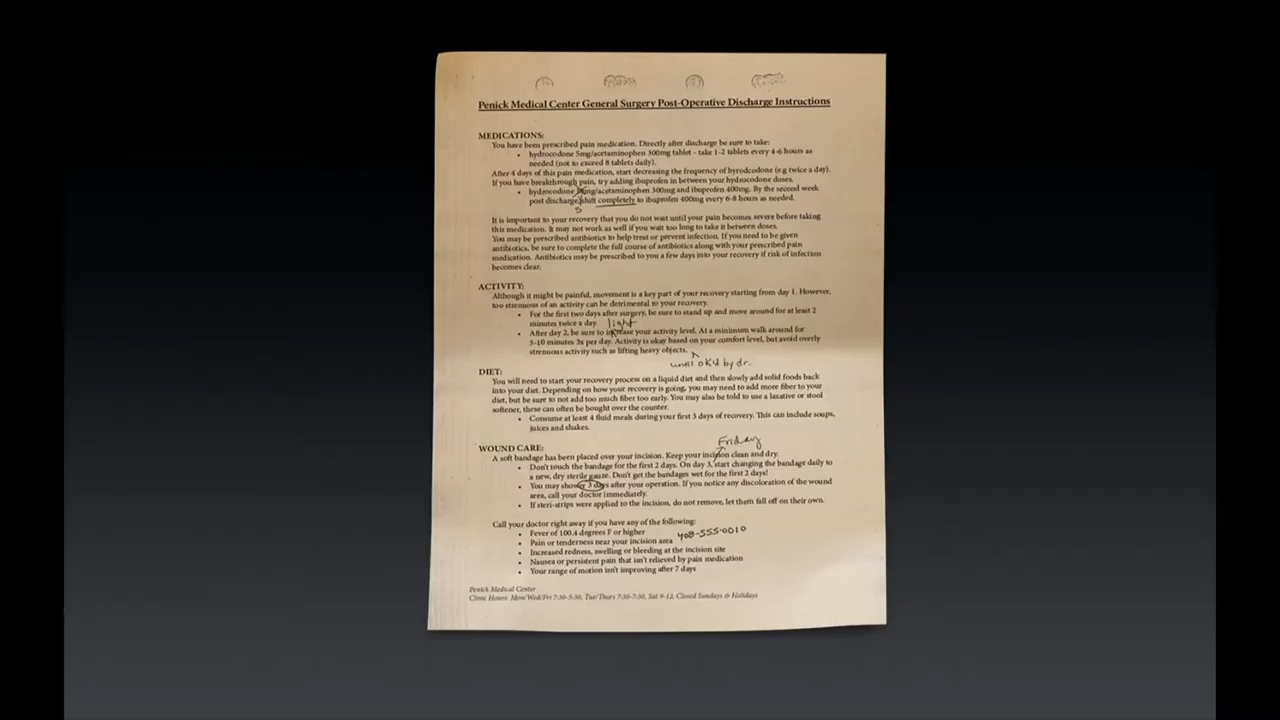 Penick Medical Center General Surgery Post-Operative Discharge Instructions
MEDICATIONS:
You have been prescribed pain medication. Directly after discharge be sure to take:
• hydrocodone 5mg/acetaminophen 300mg tablet - take 1-2 tablets every 4-6 hours as
needed (not to exceed 8 tablets daily).
After 4 days of this pain medication, start decreasing the frequency of hyrodcodone (e.g twice a day).
If you have breakthrough pain, try adding ibuprofen in between your hydrocodone doses.
• hydrocodone mg/acetaminophen 300mg and ibuprofen 400mg. By the second week
post discharge, shift completely to ibuprofen 400mg every 6-8 hours as needed.
5
It is important to your recovery that you do not wait until your pain becomes severe before taking
this medication. It may not work as well if you wait too long to take it between doses.
You may be prescribed antibiotics to help treat or prevent infection. If you need to be given
antibiotics, be sure to complete the full course of antibiotics along with your prescribed pain
medication. Antibiotics may be prescribed to you a few days into your recovery if risk of infection
becomes clear.
ACTIVITY:
Although it might be painful, movement is a key part of your recovery starting from day 1. However,
too strenuous of an activity can be detrimental to your recovery.
• For the first two days after surgery, be sure to stand up and move around for at least 2
minutes twice a day. light
• After day 2, be sure to increase your activity level. At a minimum walk around for
5-10 minutes 3x per day. Activity is okay based on your comfort level, but avoid overly
strenuous activity such as lifting heavy objects.
until ok'd by dr.
DIET:
You will need to start your recovery process on a liquid diet and then slowly add solid foods back
into your diet. Depending on how your recovery is going, you may need to add more fiber to your
diet, but be sure to not add too much fiber too early. You may also be told to use a laxative or stool
softener, these can often be bought over the counter.
• Consume at least 4 fluid meals during your first 3 days of recovery. This can include soups,
juices and shakes.
Friday
WOUND CARE:
A soft bandage has been placed over your incision. Keep your incision clean and dry.
• Don't touch the bandage for the first 2 days. On day 3, start changing the bandage daily to
a new, dry sterile gauze. Don't get the bandages wet for the first 2 days!
• You may shower 3 days after your operation. If you notice any discoloration of the wound
area, call your doctor immediately.
• If steri-strips were applied to the incision, do not remove, let them fall off on their own.
Call your doctor right away if you have any of the following:
• Fever of 100.4 degrees F or higher
• Pain or tenderness near your incision area 408-555-0010
• Increased redness, swelling or bleeding at the incision site
• Nausea or persistent pain that isn't relieved by pain medication
• Your range of motion isn't improving after 7 days
Penick Medical Center
Clinic Hours: Mon/Wed/Fri 7:30-5:30, Tue/Thurs 7:30-7:30, Sat 9-12, Closed Sundays & Holidays